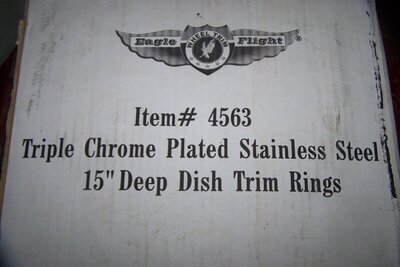 Eagle WHEEL TRIM Flight ®
Item# 4563
Triple Chrome Plated Stainless Steel
15" Deep Dish Trim Rings